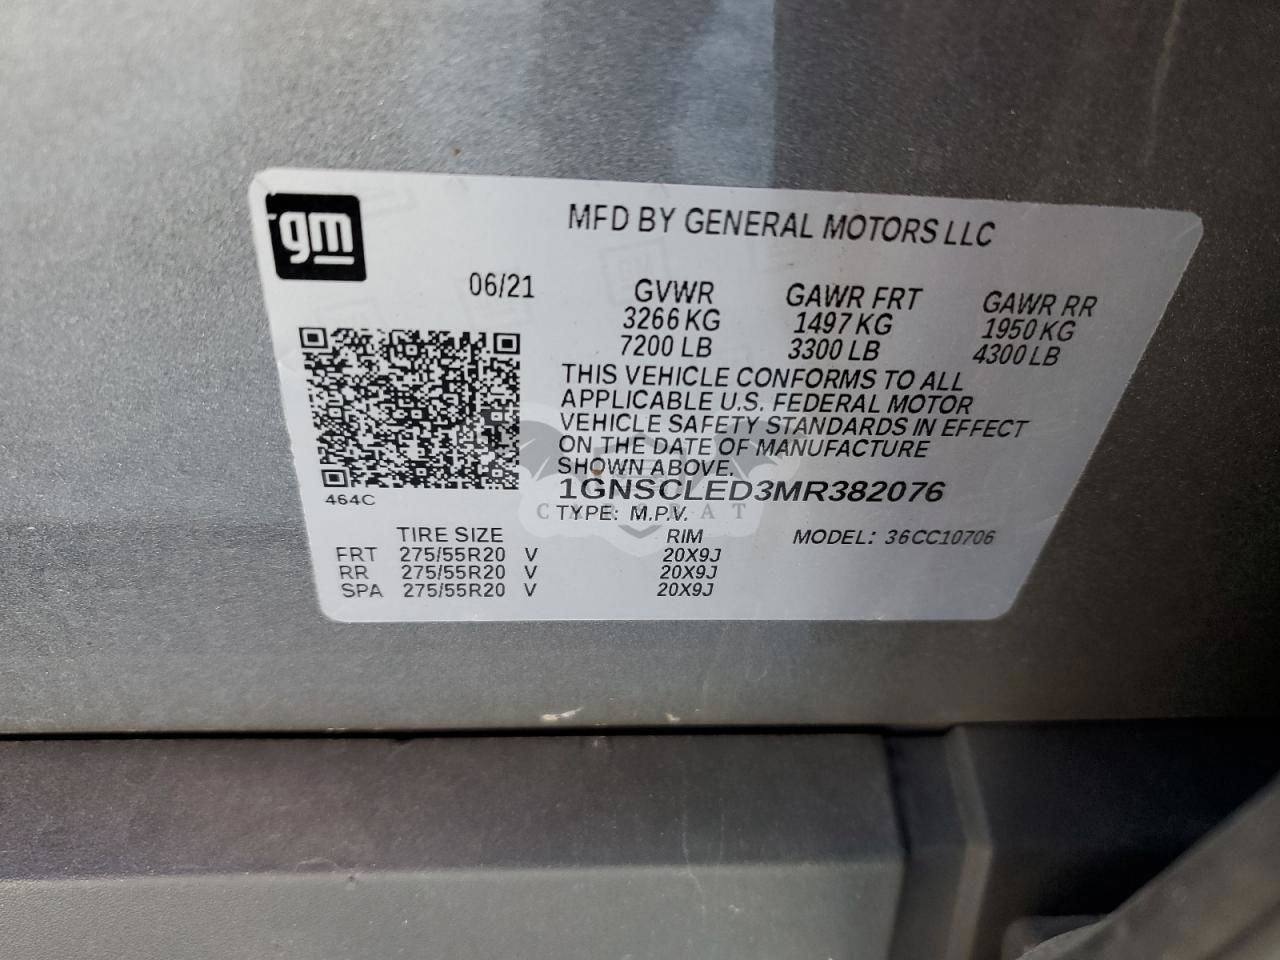 gm
MFD BY GENERAL MOTORS LLC
06/21 GVWR GAWR FRT GAWR RR
3266 KG 1497 KG 1950 KG
7200 LB 3300 LB 4300 LB
THIS VEHICLE CONFORMS TO ALL
APPLICABLE U.S. FEDERAL MOTOR
VEHICLE SAFETY STANDARDS IN EFFECT
ON THE DATE OF MANUFACTURE
SHOWN ABOVE.
464C
1GNSCLED3MR382076
TYPE: M.P.V.
TIRE SIZE RIM MODEL: 36CC10706
FRT 275/55R20 V 20X9J
RR 275/55R20 V 20X9J
SPA 275/55R20 V 20X9J